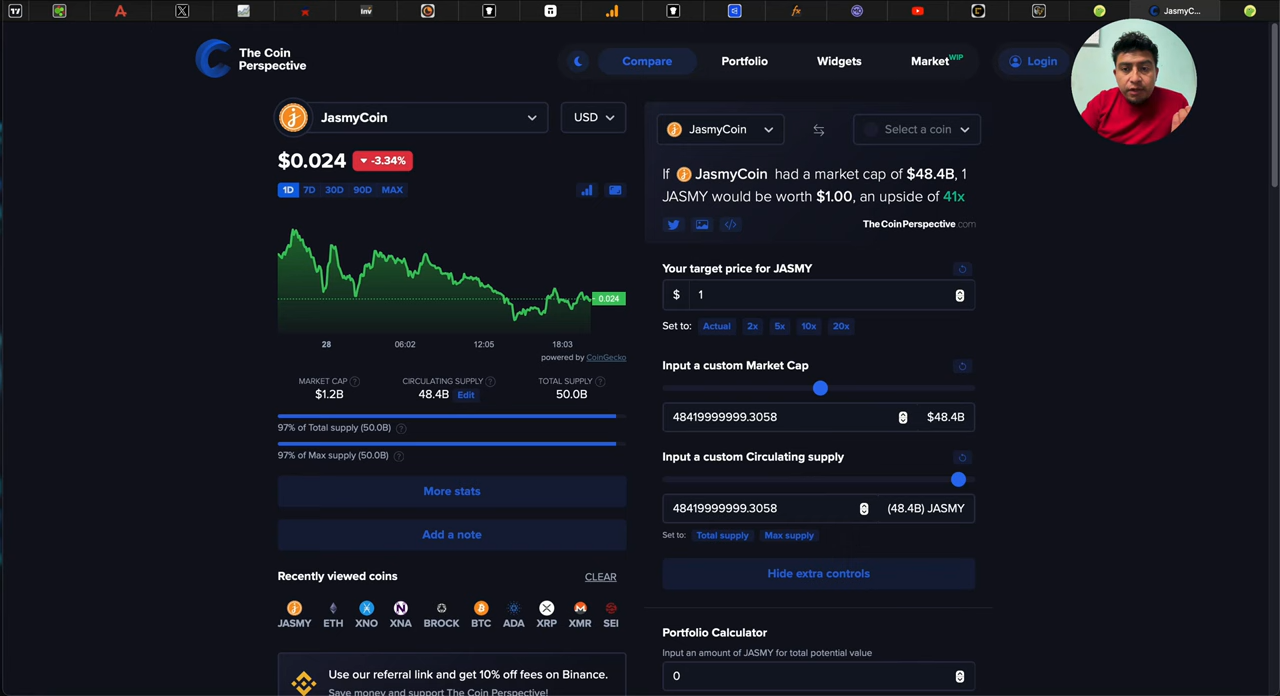 JasmyC...
The Coin
Perspective
Compare
Portfolio
Widgets
Market WIP
Login
JasmyCoin
USD
$0.024
-3.34%
1D 7D 30D 90D MAX
0.024
28 06:02 12:05 18:03
powered by CoinGecko
MARKET CAP ?
$1.2B
CIRCULATING SUPPLY ?
48.4B Edit
TOTAL SUPPLY ?
50.0B
97% of Total supply (50.0B) ?
97% of Max supply (50.0B) ?
More stats
Add a note
Recently viewed coins
CLEAR
JASMY ETH XNO XNA BROCK BTC ADA XRP XMR SEI
Use our referral link and get 10% off fees on Binance.
Save money and support The Coin Perspective!
JasmyCoin
Select a coin
If JasmyCoin had a market cap of $48.4B, 1
JASMY would be worth $1.00, an upside of 41x
TheCoinPerspective.com
Your target price for JASMY
$ 1
Set to: Actual 2x 5x 10x 20x
Input a custom Market Cap
48419999999.3058 $48.4B
Input a custom Circulating supply
48419999999.3058 (48.4B) JASMY
Set to: Total supply Max supply
Hide extra controls
Portfolio Calculator
Input an amount of JASMY for total potential value
0